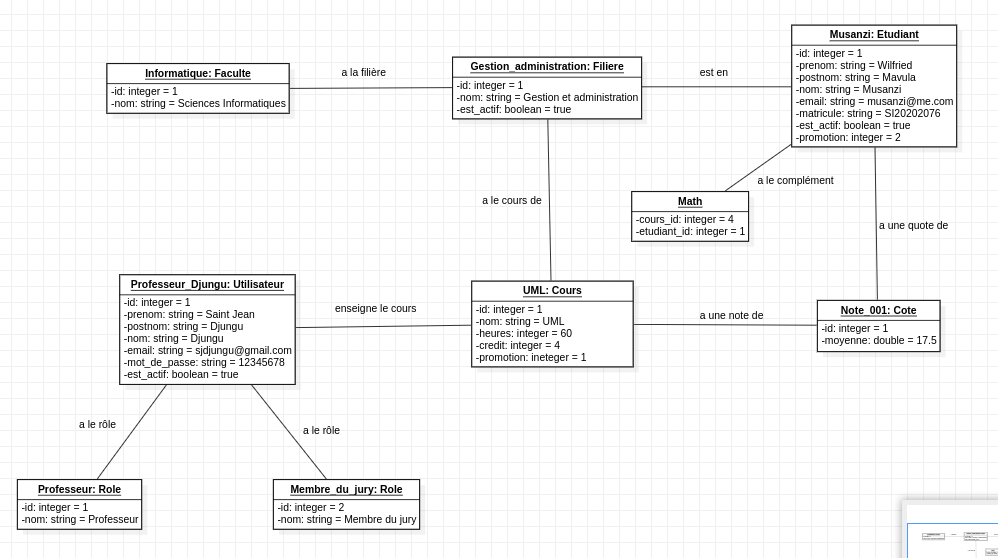 Musanzi: Etudiant
-id: integer = 1
-prenom: string = Wilfried
-postnom: string = Mavula
-nom: string = Musanzi
-email: string = musanzi@me.com
-matricule: string = SI20202076
-est_actif: boolean = true
-promotion: integer = 2
Informatique: Faculte
-id: integer = 1
-nom: string = Sciences Informatiques
a la filière
Gestion_administration: Filiere
-id: integer = 1
-nom: string = Gestion et administration
-est_actif: boolean = true
est en
a le complément
Math
-cours_id: integer = 4
-etudiant_id: integer = 1
a le cours de
a une quote de
Professeur_Djungu: Utilisateur
-id: integer = 1
-prenom: string = Saint Jean
-postnom: string = Djungu
-nom: string = Djungu
-email: string = sjdjungu@gmail.com
-mot_de_passe: string = 12345678
-est_actif: boolean = true
enseigne le cours
UML: Cours
-id: integer = 1
-nom: string = UML
-heures: integer = 60
-credit: integer = 4
-promotion: ineteger = 1
a une note de
Note_001: Cote
-id: integer = 1
-moyenne: double = 17.5
a le rôle
a le rôle
Professeur: Role
-id: integer = 1
-nom: string = Professeur
Membre_du_jury: Role
-id: integer = 2
-nom: string = Membre du jury